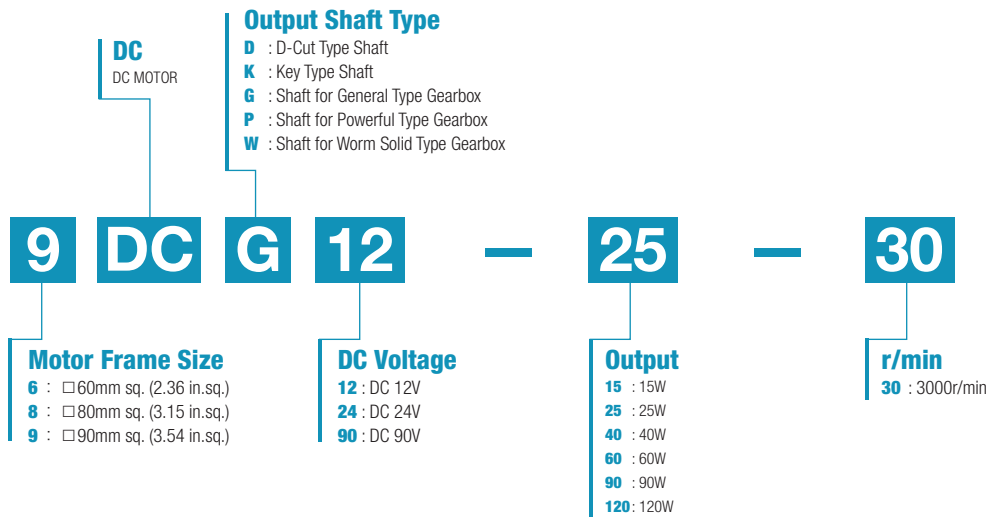 Output Shaft Type
D : D-Cut Type Shaft
K : Key Type Shaft
G : Shaft for General Type Gearbox
P : Shaft for Powerful Type Gearbox
W : Shaft for Worm Solid Type Gearbox
DC
DC MOTOR
9 DC G 12 — 25 — 30
Motor Frame Size
6 : □60mm sq. (2.36 in.sq.)
8 : □80mm sq. (3.15 in.sq.)
9 : □90mm sq. (3.54 in.sq.)
DC Voltage
12 : DC 12V
24 : DC 24V
90 : DC 90V
Output
15 : 15W
25 : 25W
40 : 40W
60 : 60W
90 : 90W
120 : 120W
r/min
30 : 3000r/min